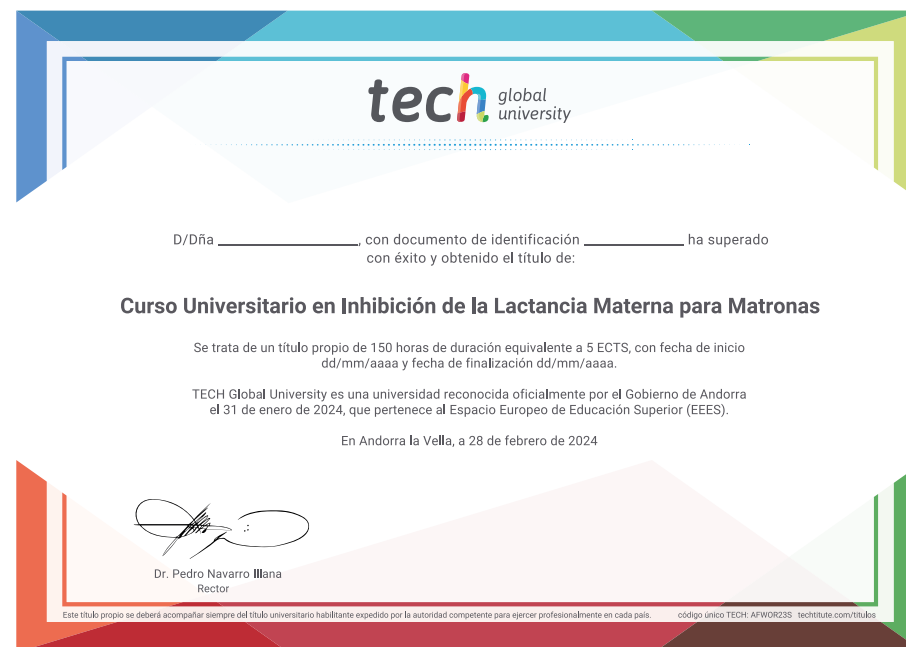 tech global university
D/Dña ______________, con documento de identificación __________ ha superado
con éxito y obtenido el título de:
Curso Universitario en Inhibición de la Lactancia Materna para Matronas
Se trata de un título propio de 150 horas de duración equivalente a 5 ECTS, con fecha de inicio
dd/mm/aaaa y fecha de finalización dd/mm/aaaa.
TECH Global University es una universidad reconocida oficialmente por el Gobierno de Andorra
el 31 de enero de 2024, que pertenece al Espacio Europeo de Educación Superior (EEES).
En Andorra la Vella, a 28 de febrero de 2024
Dr. Pedro Navarro Illana
Rector
Este título propio se deberá acompañar siempre del título universitario habilitante expedido por la autoridad competente para ejercer profesionalmente en cada país. código único TECH: AFWOR23S techtitute.com/titulos